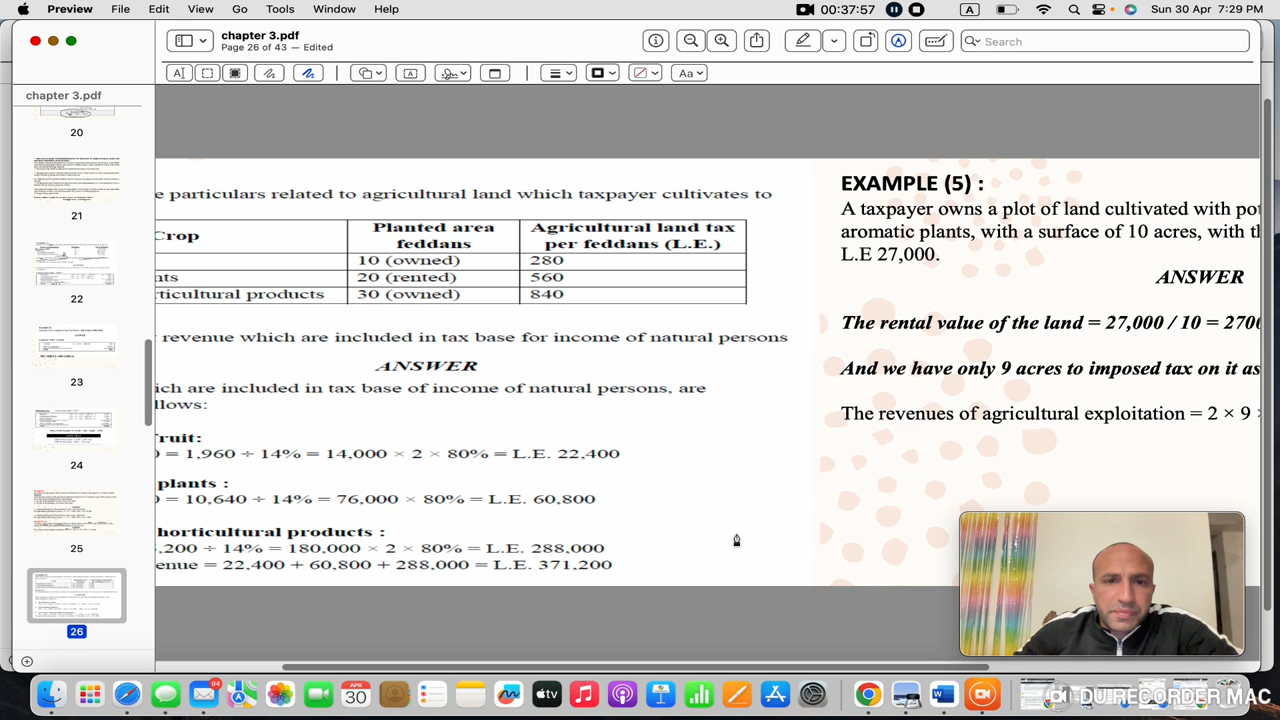 Preview File Edit View Go Tools Window Help 00:37:57 A Sun 30 Apr 7:29 PM
chapter 3.pdf
Page 26 of 43 — Edited
Search
chapter 3.pdf
20
21
22
23
24
25
26
e particulars related to agricultural land which taxpayer cultivates to
Crop Planted area feddans Agricultural land tax per feddans (L.E.)
10 (owned) 280
nts 20 (rented) 560
rticultural products 30 (owned) 840
revenue which are included in taxbase for income of natural persons
ANSWER
ich are included in tax base of income of natural persons, are
llows:
Fruit:
0 = 1,960 ÷ 14% = 14,000 × 2 × 80% = L.E. 22,400
plants :
0 = 10,640 ÷ 14% = 76,000 × 80% = L.E. 60,800
horticultural products :
,200 ÷ 14% = 180,000 × 2 × 80% = L.E. 288,000
enue = 22,400 + 60,800 + 288,000 = L.E. 371,200
EXAMPLE (5) :
A taxpayer owns a plot of land cultivated with pot
aromatic plants, with a surface of 10 acres, with th
L.E 27,000.
ANSWER
The rental value of the land = 27,000 / 10 = 2700
And we have only 9 acres to imposed tax on it as
The revenues of agricultural exploitation = 2 × 9
94
APR
30
DU RECORDER MAC